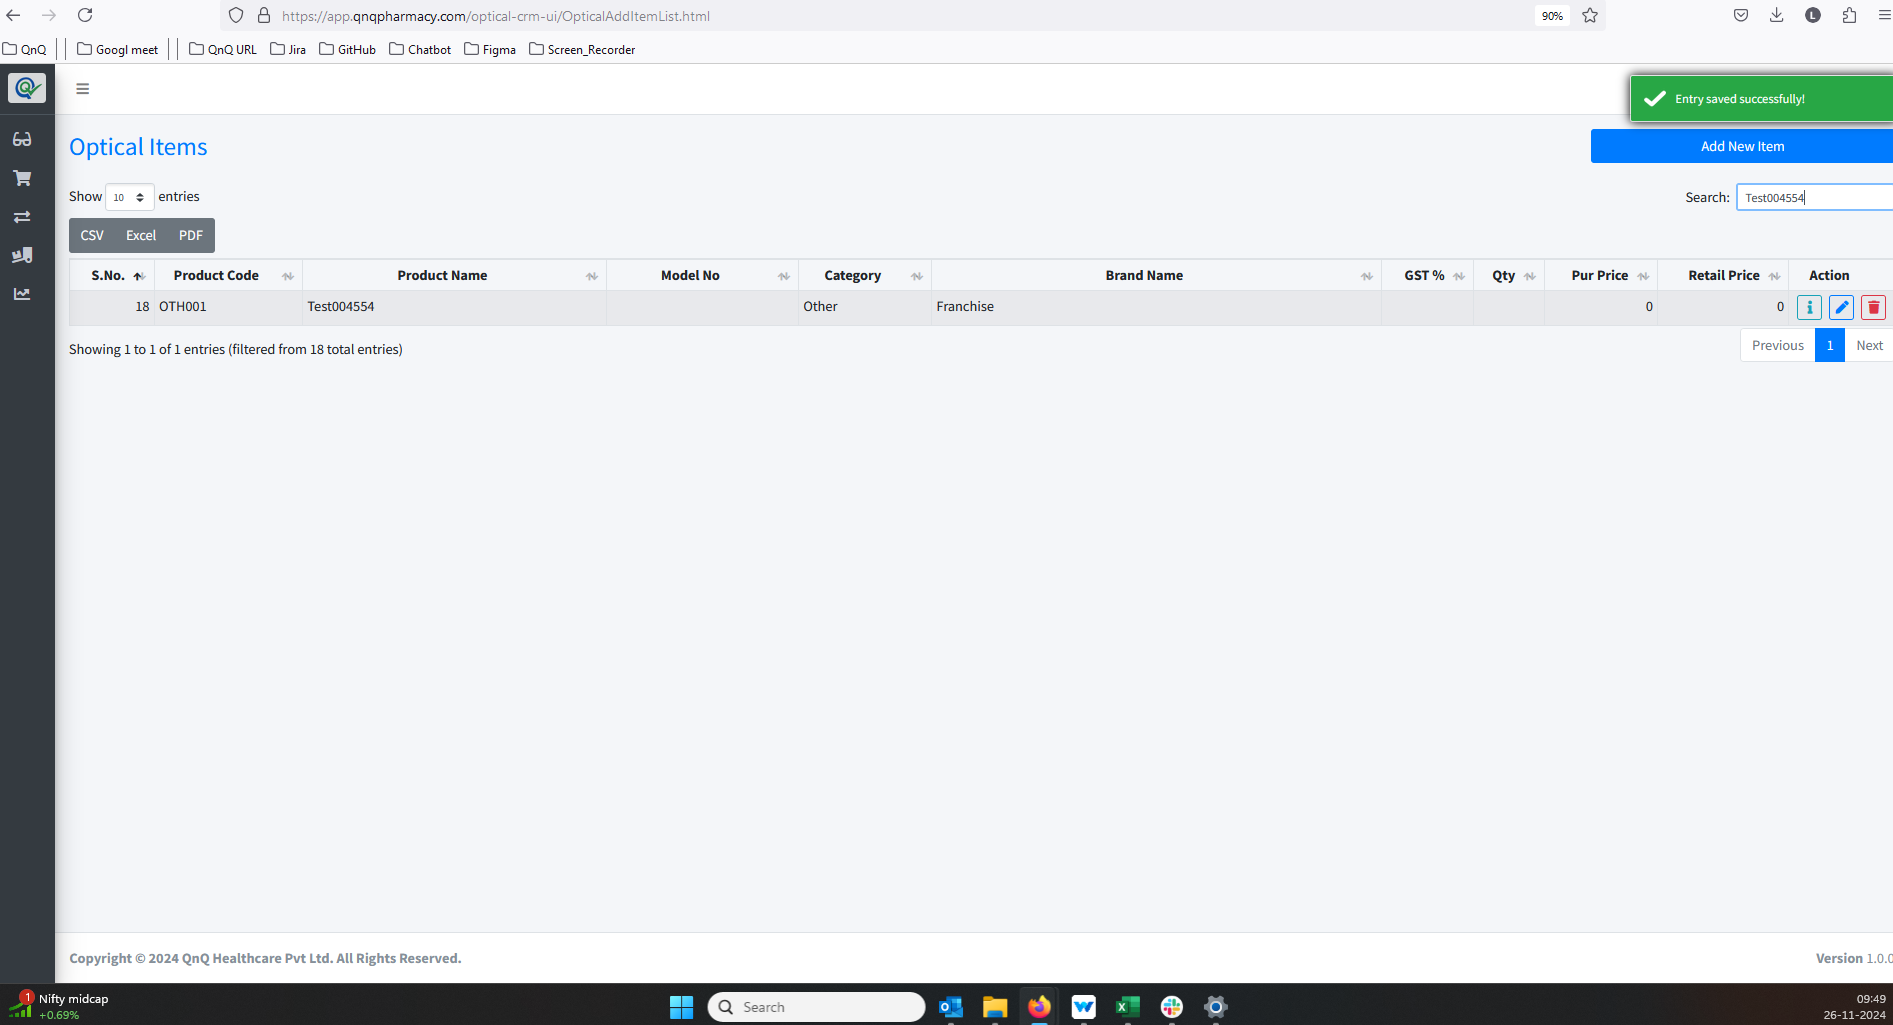 https://app.qnqpharmacy.com/optical-crm-ui/OpticalAddItemList.html 90% L
QnQ Googl meet QnQ URL Jira GitHub Chatbot Figma Screen_Recorder
Entry saved successfully!
Optical Items Add New Item
Show 10 entries Search: Test004554
CSV Excel PDF
S.No. Product Code Product Name Model No Category Brand Name GST % Qty Pur Price Retail Price Action
18 OTH001 Test004554 Other Franchise 0 0
Showing 1 to 1 of 1 entries (filtered from 18 total entries) Previous 1 Next
Copyright © 2024 QnQ Healthcare Pvt Ltd. All Rights Reserved. Version 1.0.0
1 Nifty midcap
+0.69%
Search
09:49
26-11-2024